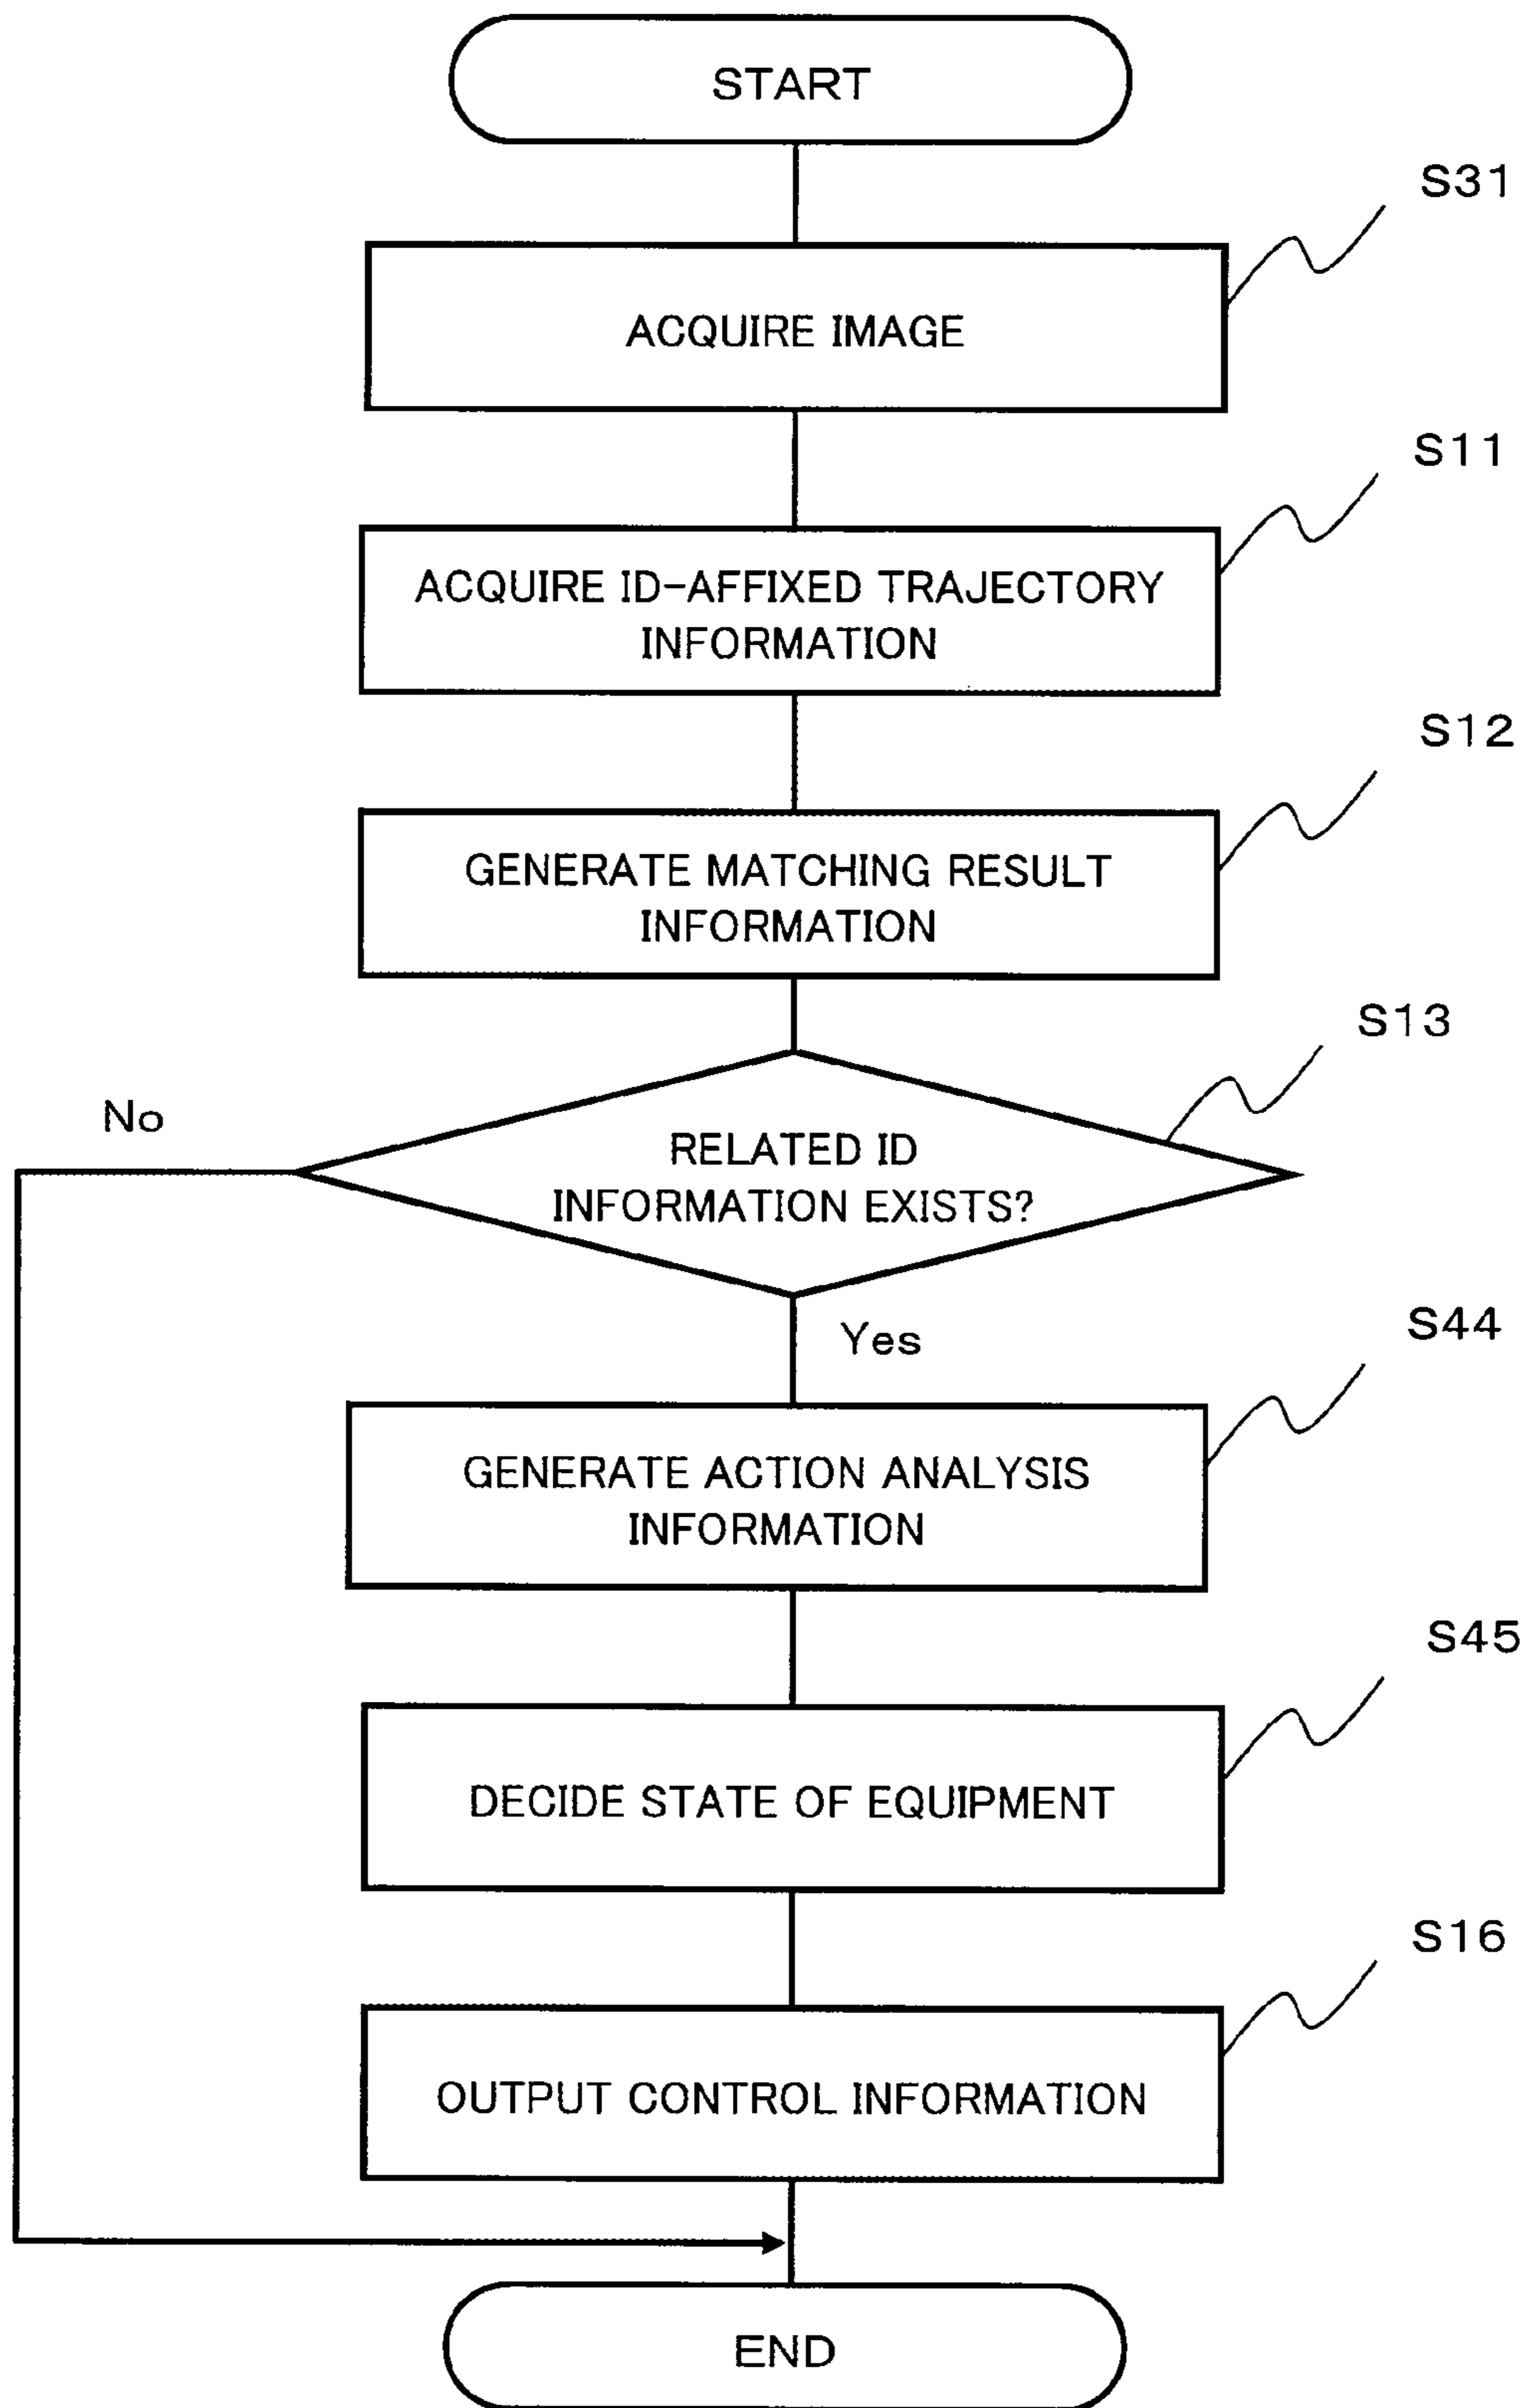 START
S31
ACQUIRE IMAGE
S11
ACQUIRE ID-AFFIXED TRAJECTORY
INFORMATION
S12
GENERATE MATCHING RESULT
INFORMATION
S13
No
RELATED ID
INFORMATION EXISTS?
Yes
S44
GENERATE ACTION ANALYSIS
INFORMATION
S45
DECIDE STATE OF EQUIPMENT
S16
OUTPUT CONTROL INFORMATION
END